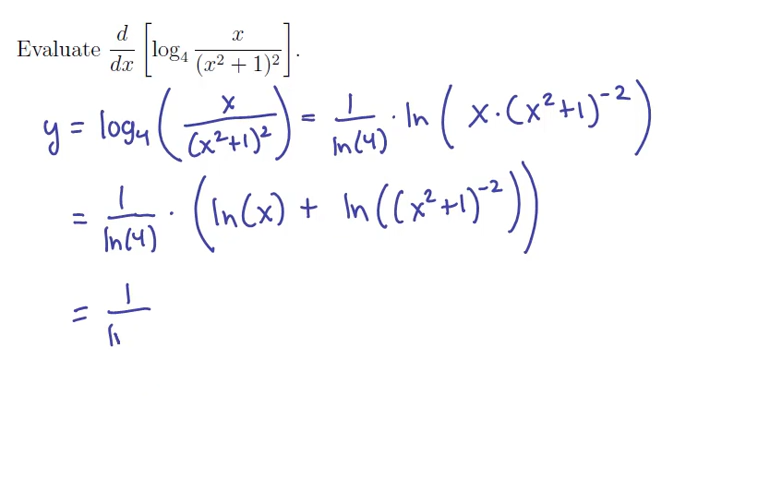 Evaluate d/dx [log₄ x/(x² + 1)²].
y = log₄(x/(x²+1)²) = 1/ln(4) · ln(x·(x²+1)⁻²)
= 1/ln(4) · (ln(x) + ln((x²+1)⁻²))
= 1/ln